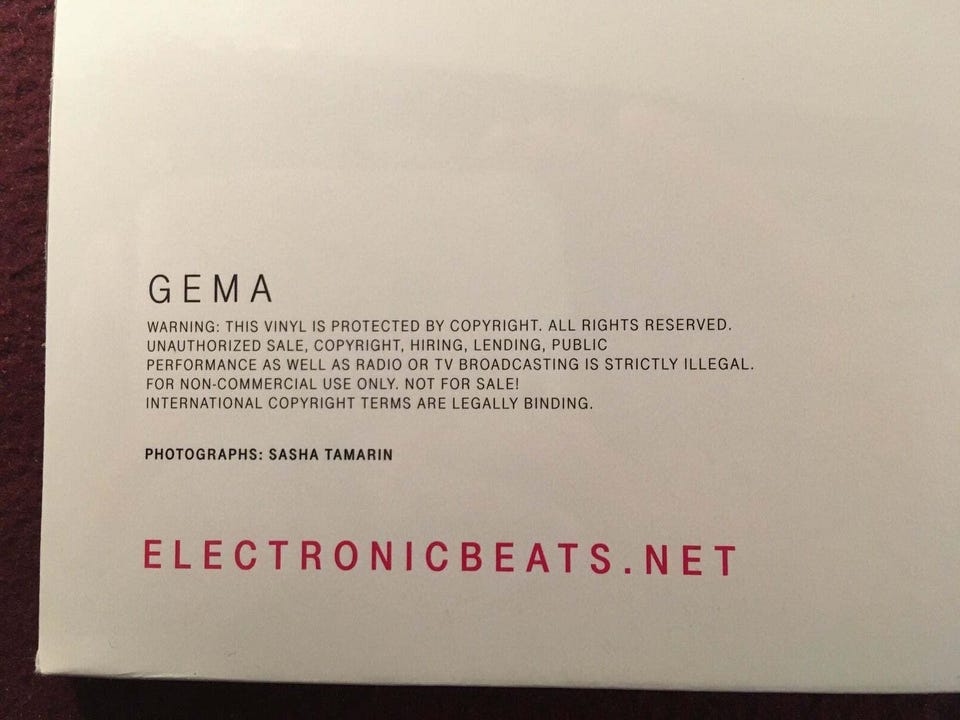 GEMA
WARNING: THIS VINYL IS PROTECTED BY COPYRIGHT. ALL RIGHTS RESERVED.
UNAUTHORIZED SALE, COPYRIGHT, HIRING, LENDING, PUBLIC
PERFORMANCE AS WELL AS RADIO OR TV BROADCASTING IS STRICTLY ILLEGAL.
FOR NON-COMMERCIAL USE ONLY. NOT FOR SALE!
INTERNATIONAL COPYRIGHT TERMS ARE LEGALLY BINDING.
PHOTOGRAPHS: SASHA TAMARIN
ELECTRONICBEATS.NET